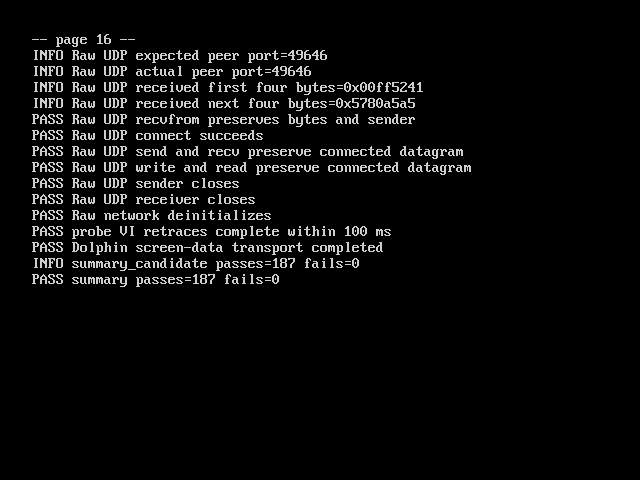 -- page 16 --
INFO Raw UDP expected peer port=49646
INFO Raw UDP actual peer port=49646
INFO Raw UDP received first four bytes=0x00ff5241
INFO Raw UDP received next four bytes=0x5780a5a5
PASS Raw UDP recvfrom preserves bytes and sender
PASS Raw UDP connect succeeds
PASS Raw UDP send and recv preserve connected datagram
PASS Raw UDP write and read preserve connected datagram
PASS Raw UDP sender closes
PASS Raw UDP receiver closes
PASS Raw network deinitializes
PASS probe VI retraces complete within 100 ms
PASS Dolphin screen-data transport completed
INFO summary_candidate passes=187 fails=0
PASS summary passes=187 fails=0